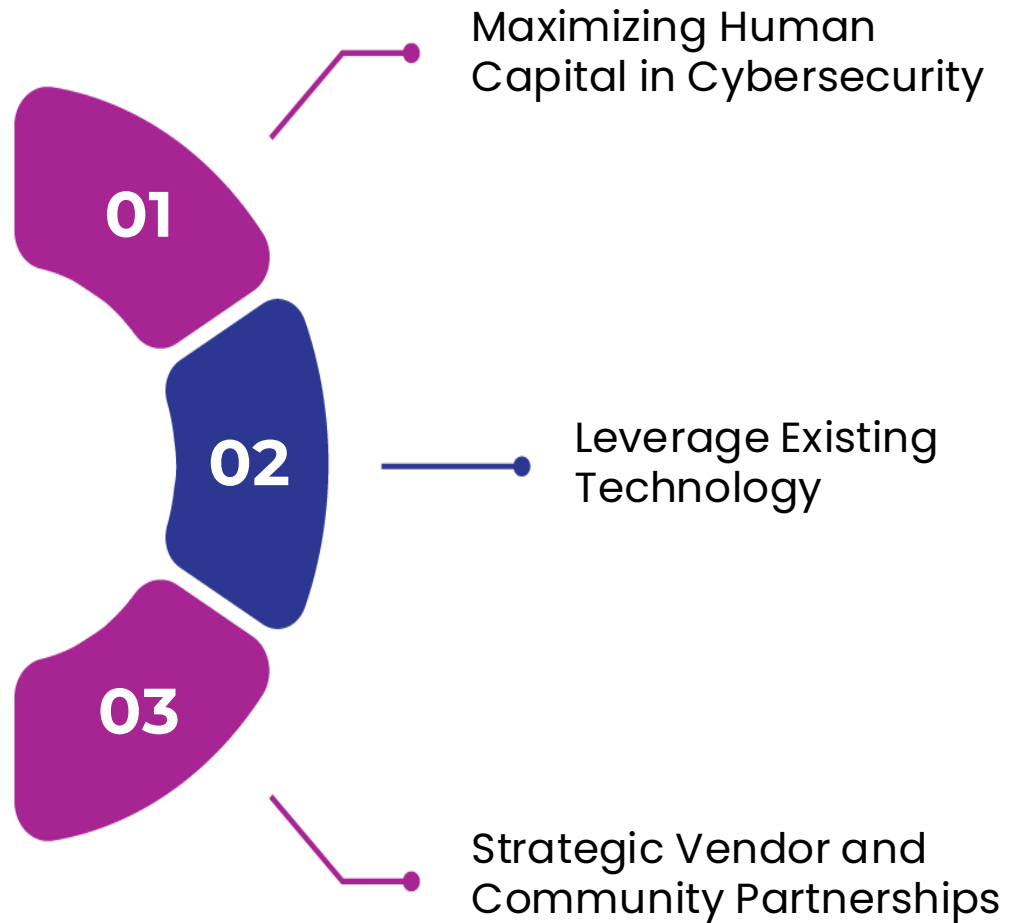 01
Maximizing Human
Capital in Cybersecurity
02
Leverage Existing
Technology
03
Strategic Vendor and
Community Partnerships